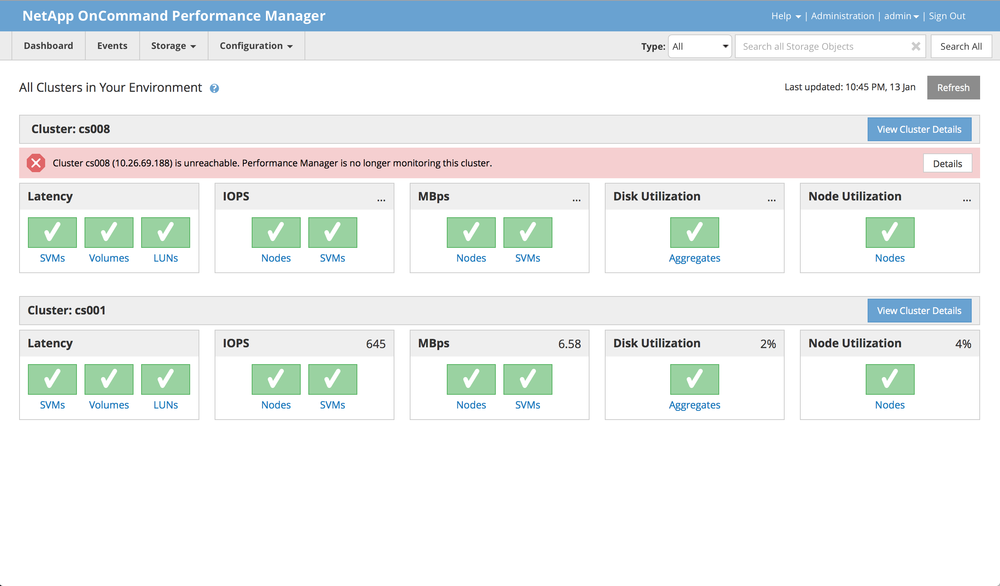 NetApp OnCommand Performance Manager
Help | Administration | admin | Sign Out
Dashboard Events Storage Configuration Type: All Search all Storage Objects Search All
All Clusters in Your Environment ? Last updated: 10:45 PM, 13 Jan Refresh
Cluster: cs008 View Cluster Details
Cluster cs008 (10.26.69.188) is unreachable. Performance Manager is no longer monitoring this cluster. Details
Latency IOPS ... MBps ... Disk Utilization ... Node Utilization ...
SVMs Volumes LUNs Nodes SVMs Nodes SVMs Aggregates Nodes
Cluster: cs001 View Cluster Details
Latency IOPS 645 MBps 6.58 Disk Utilization 2% Node Utilization 4%
SVMs Volumes LUNs Nodes SVMs Nodes SVMs Aggregates Nodes